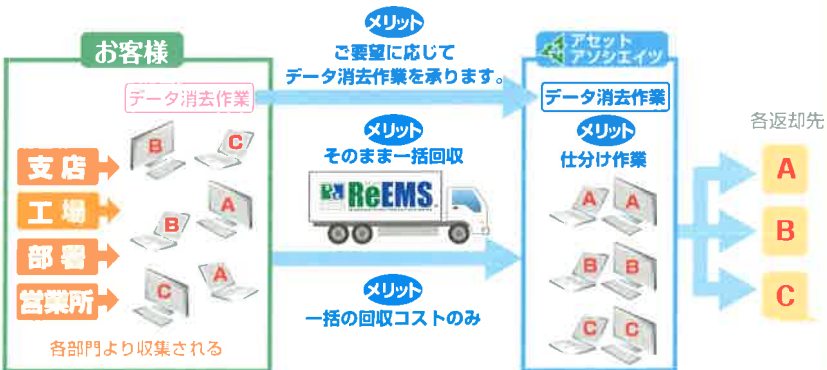 お客様
データ消去作業
支店
工場
部署
営業所
B
C
A
B
C
A
各部門より収集される
メリット
ご要望に応じて
データ消去作業を承ります。
メリット
そのまま一括回収
ReEMS
メリット
一括の回収コストのみ
アセット
アソシエイツ
データ消去作業
メリット
仕分け作業
A A
B B
C C
各返却先
A
B
C